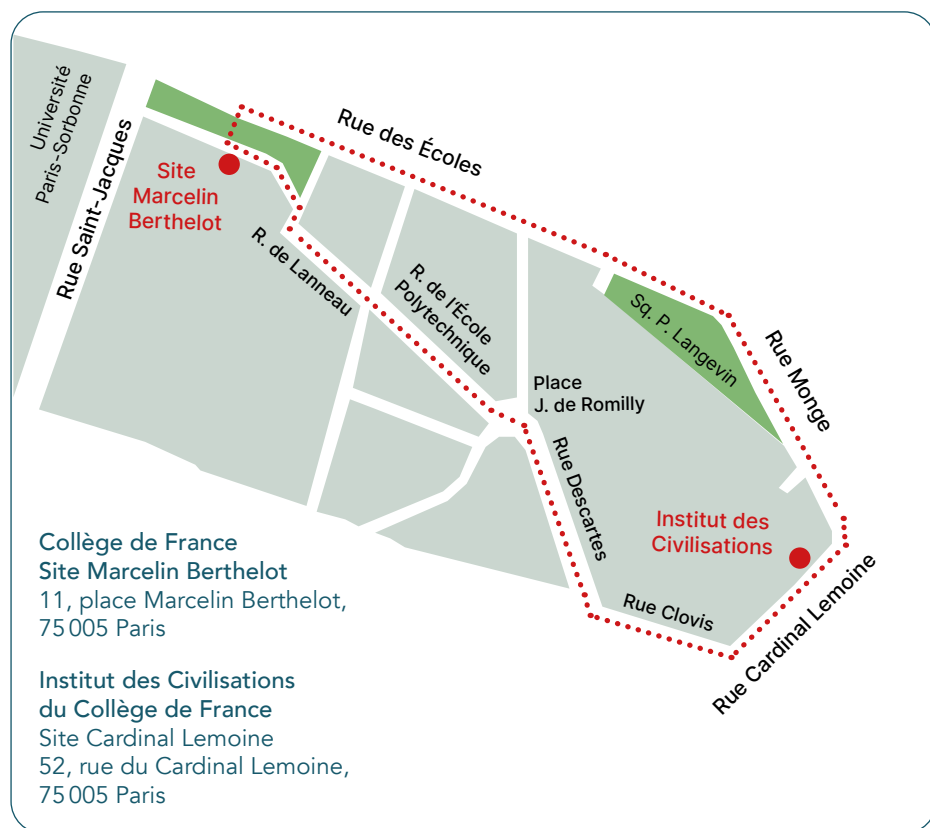 Université
Paris-Sorbonne
Rue Saint-Jacques
Site
Marcelin
Berthelot
Rue des Écoles
R. de Lanneau
R. de l'École
Polytechnique
Sq. P. Langevin
Rue Monge
Place
J. de Romilly
Rue Descartes
Institut des
Civilisations
Rue Clovis
Rue Cardinal Lemoine
Collège de France
Site Marcelin Berthelot
11, place Marcelin Berthelot,
75005 Paris
Institut des Civilisations
du Collège de France
Site Cardinal Lemoine
52, rue du Cardinal Lemoine,
75005 Paris